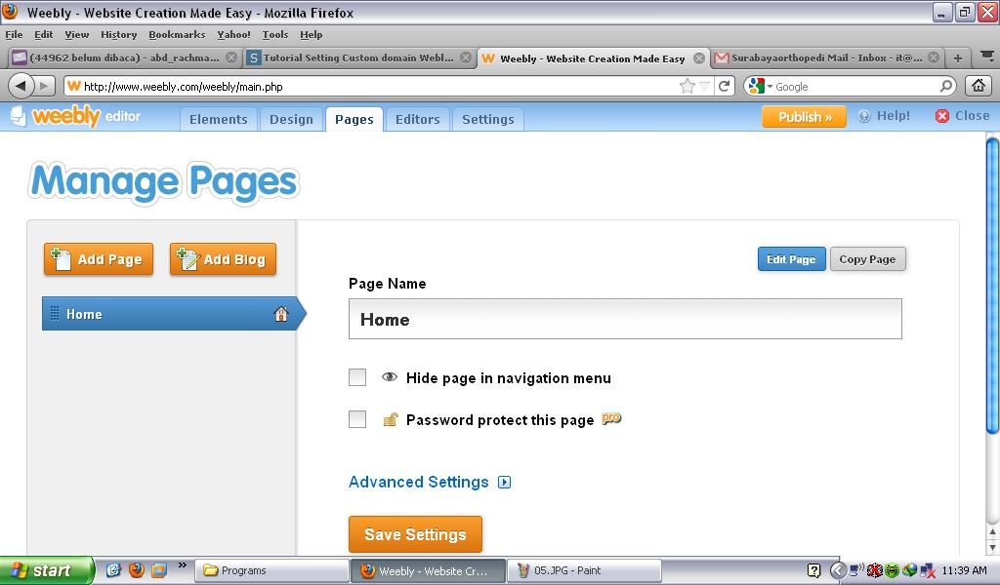 Weebly - Website Creation Made Easy - Mozilla Firefox
File Edit View History Bookmarks Yahoo! Tools Help
(44962 belum dibaca) - abd_rachma... Tutorial Setting Custom domain Webl... Weebly - Website Creation Made Easy Surabayaorthopedi Mail - Inbox - it@...
http://www.weebly.com/weebly/main.php Google
weebly editor Elements Design Pages Editors Settings Publish » Help! Close
Manage Pages
Add Page Add Blog
Edit Page Copy Page
Page Name
Home
Home
Hide page in navigation menu
Password protect this page pro
Advanced Settings
Save Settings
start » Programs Weebly - Website Cr... 05.JPG - Paint 11:39 AM